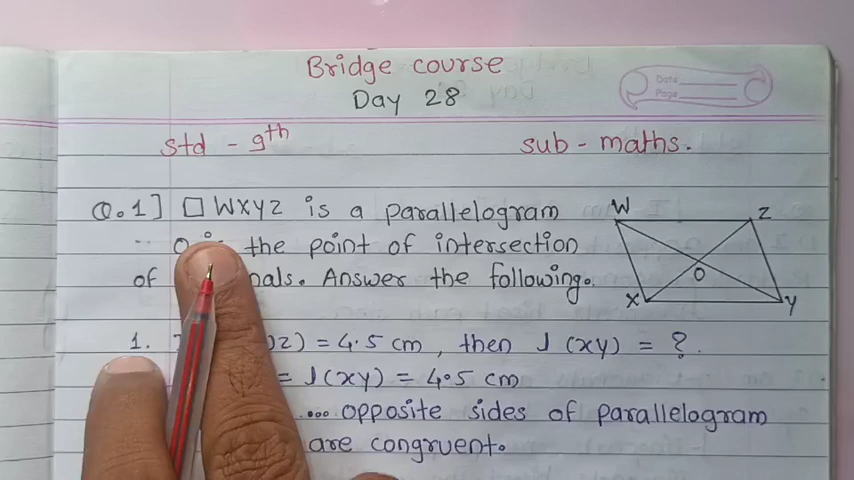 Bridge course
Day 28
Date
Page
Std - 9th
sub - maths.
Q.1] □ WXYZ is a parallelogram
O is the point of intersection
of nals. Answer the following.
W
Z
O
X
Y
1. z) = 4.5 cm, then l (xy) = ?
= l(xy) = 4.5 cm
... opposite sides of parallelogram
are congruent.